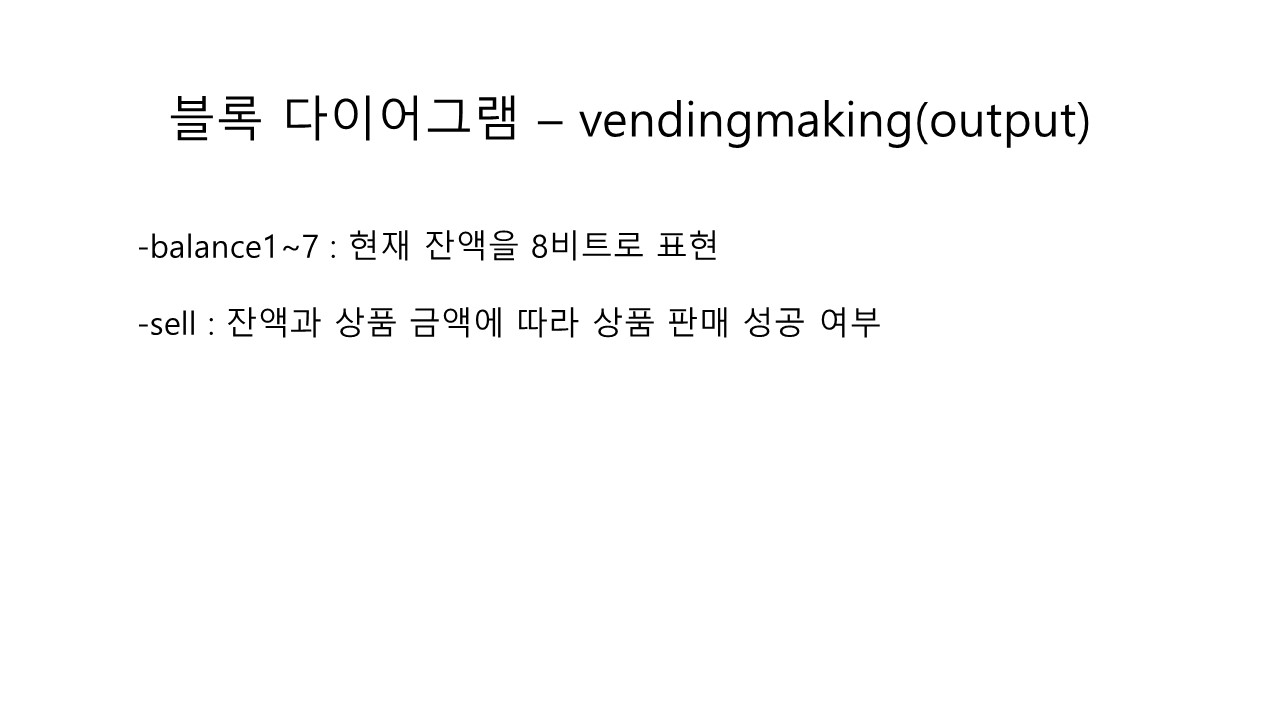 블록 다이어그램 – vendingmaking(output)
-balance1~7 : 현재 잔액을 8비트로 표현
-sell : 잔액과 상품 금액에 따라 상품 판매 성공 여부